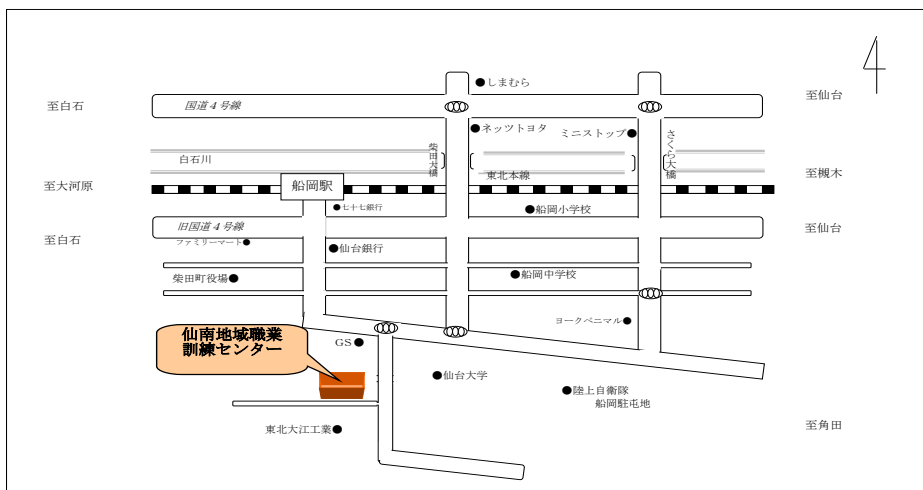 しまむら
至白石
国道４号線
至仙台
ネッツトヨタ
ミニストップ
さくら大橋
柴田大橋
白石川
東北本線
至槻木
至大河原
船岡駅
七十七銀行
船岡小学校
旧国道４号線
至仙台
至白石
ファミリーマート
仙台銀行
柴田町役場
船岡中学校
ヨークベニマル
仙南地域職業
訓練センター
GS
仙台大学
陸上自衛隊
船岡駐屯地
東北大江工業
至角田